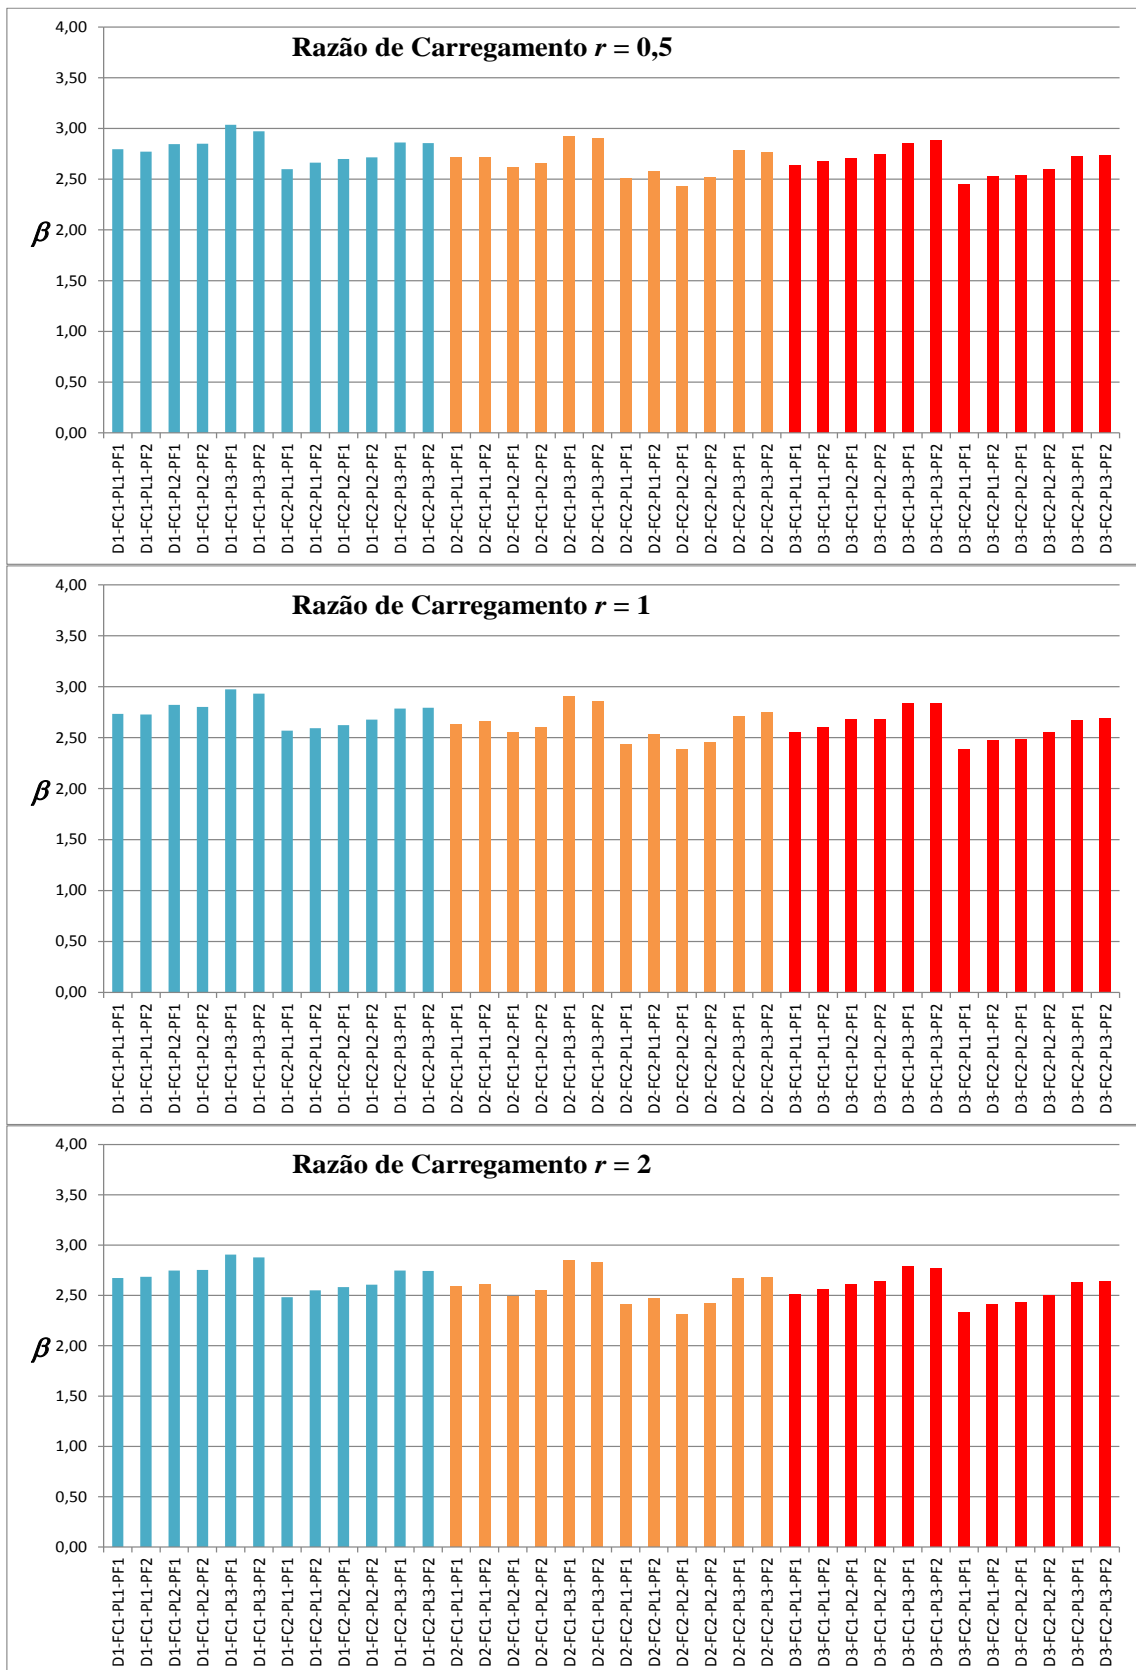 Razão de Carregamento r = 0,5
4,00
3,50
3,00
2,50
2,00
1,50
1,00
0,50
0,00
β
D1-FC1-PL1-PF1
D1-FC1-PL1-PF2
D1-FC1-PL2-PF1
D1-FC1-PL2-PF2
D1-FC1-PL3-PF1
D1-FC1-PL3-PF2
D1-FC2-PL1-PF1
D1-FC2-PL1-PF2
D1-FC2-PL2-PF1
D1-FC2-PL2-PF2
D1-FC2-PL3-PF1
D1-FC2-PL3-PF2
D2-FC1-PL1-PF1
D2-FC1-PL1-PF2
D2-FC1-PL2-PF1
D2-FC1-PL2-PF2
D2-FC1-PL3-PF1
D2-FC1-PL3-PF2
D2-FC2-PL1-PF1
D2-FC2-PL1-PF2
D2-FC2-PL2-PF1
D2-FC2-PL2-PF2
D2-FC2-PL3-PF1
D2-FC2-PL3-PF2
D3-FC1-PL1-PF1
D3-FC1-PL1-PF2
D3-FC1-PL2-PF1
D3-FC1-PL2-PF2
D3-FC1-PL3-PF1
D3-FC1-PL3-PF2
D3-FC2-PL1-PF1
D3-FC2-PL1-PF2
D3-FC2-PL2-PF1
D3-FC2-PL2-PF2
D3-FC2-PL3-PF1
D3-FC2-PL3-PF2
Razão de Carregamento r = 1
4,00
3,50
3,00
2,50
2,00
1,50
1,00
0,50
0,00
β
D1-FC1-PL1-PF1
D1-FC1-PL1-PF2
D1-FC1-PL2-PF1
D1-FC1-PL2-PF2
D1-FC1-PL3-PF1
D1-FC1-PL3-PF2
D1-FC2-PL1-PF1
D1-FC2-PL1-PF2
D1-FC2-PL2-PF1
D1-FC2-PL2-PF2
D1-FC2-PL3-PF1
D1-FC2-PL3-PF2
D2-FC1-PL1-PF1
D2-FC1-PL1-PF2
D2-FC1-PL2-PF1
D2-FC1-PL2-PF2
D2-FC1-PL3-PF1
D2-FC1-PL3-PF2
D2-FC2-PL1-PF1
D2-FC2-PL1-PF2
D2-FC2-PL2-PF1
D2-FC2-PL2-PF2
D2-FC2-PL3-PF1
D2-FC2-PL3-PF2
D3-FC1-PL1-PF1
D3-FC1-PL1-PF2
D3-FC1-PL2-PF1
D3-FC1-PL2-PF2
D3-FC1-PL3-PF1
D3-FC1-PL3-PF2
D3-FC2-PL1-PF1
D3-FC2-PL1-PF2
D3-FC2-PL2-PF1
D3-FC2-PL2-PF2
D3-FC2-PL3-PF1
D3-FC2-PL3-PF2
Razão de Carregamento r = 2
4,00
3,50
3,00
2,50
2,00
1,50
1,00
0,50
0,00
β
D1-FC1-PL1-PF1
D1-FC1-PL1-PF2
D1-FC1-PL2-PF1
D1-FC1-PL2-PF2
D1-FC1-PL3-PF1
D1-FC1-PL3-PF2
D1-FC2-PL1-PF1
D1-FC2-PL1-PF2
D1-FC2-PL2-PF1
D1-FC2-PL2-PF2
D1-FC2-PL3-PF1
D1-FC2-PL3-PF2
D2-FC1-PL1-PF1
D2-FC1-PL1-PF2
D2-FC1-PL2-PF1
D2-FC1-PL2-PF2
D2-FC1-PL3-PF1
D2-FC1-PL3-PF2
D2-FC2-PL1-PF1
D2-FC2-PL1-PF2
D2-FC2-PL2-PF1
D2-FC2-PL2-PF2
D2-FC2-PL3-PF1
D2-FC2-PL3-PF2
D3-FC1-PL1-PF1
D3-FC1-PL1-PF2
D3-FC1-PL2-PF1
D3-FC1-PL2-PF2
D3-FC1-PL3-PF1
D3-FC1-PL3-PF2
D3-FC2-PL1-PF1
D3-FC2-PL1-PF2
D3-FC2-PL2-PF1
D3-FC2-PL2-PF2
D3-FC2-PL3-PF1
D3-FC2-PL3-PF2